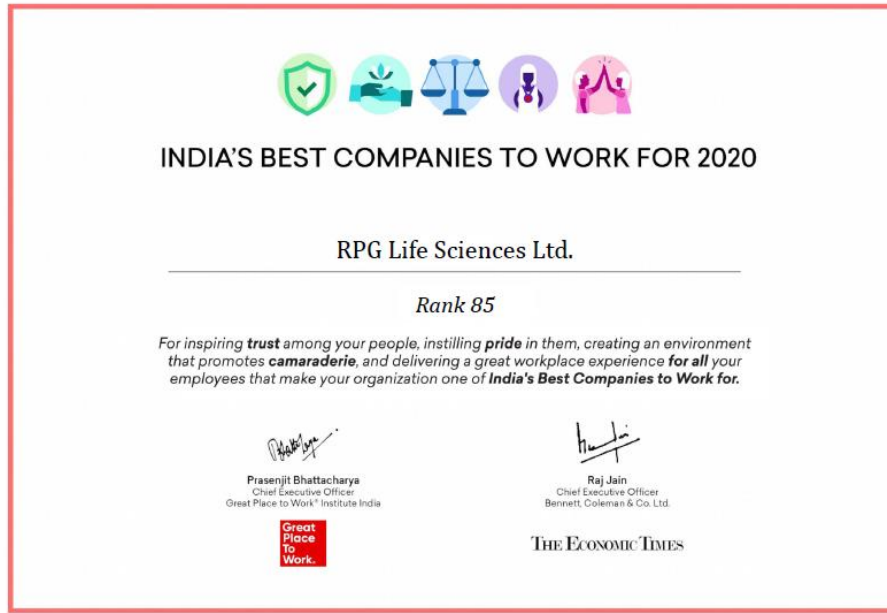 INDIA'S BEST COMPANIES TO WORK FOR 2020
RPG Life Sciences Ltd.
Rank 85
For inspiring trust among your people, instilling pride in them, creating an environment
that promotes camaraderie, and delivering a great workplace experience for all your
employees that make your organization one of India's Best Companies to Work for.
Prasenjit Bhattacharya
Chief Executive Officer
Great Place to Work® Institute India
Raj Jain
Chief Executive Officer
Bennett, Coleman & Co. Ltd.
Great
Place
To
Work.
THE ECONOMIC TIMES